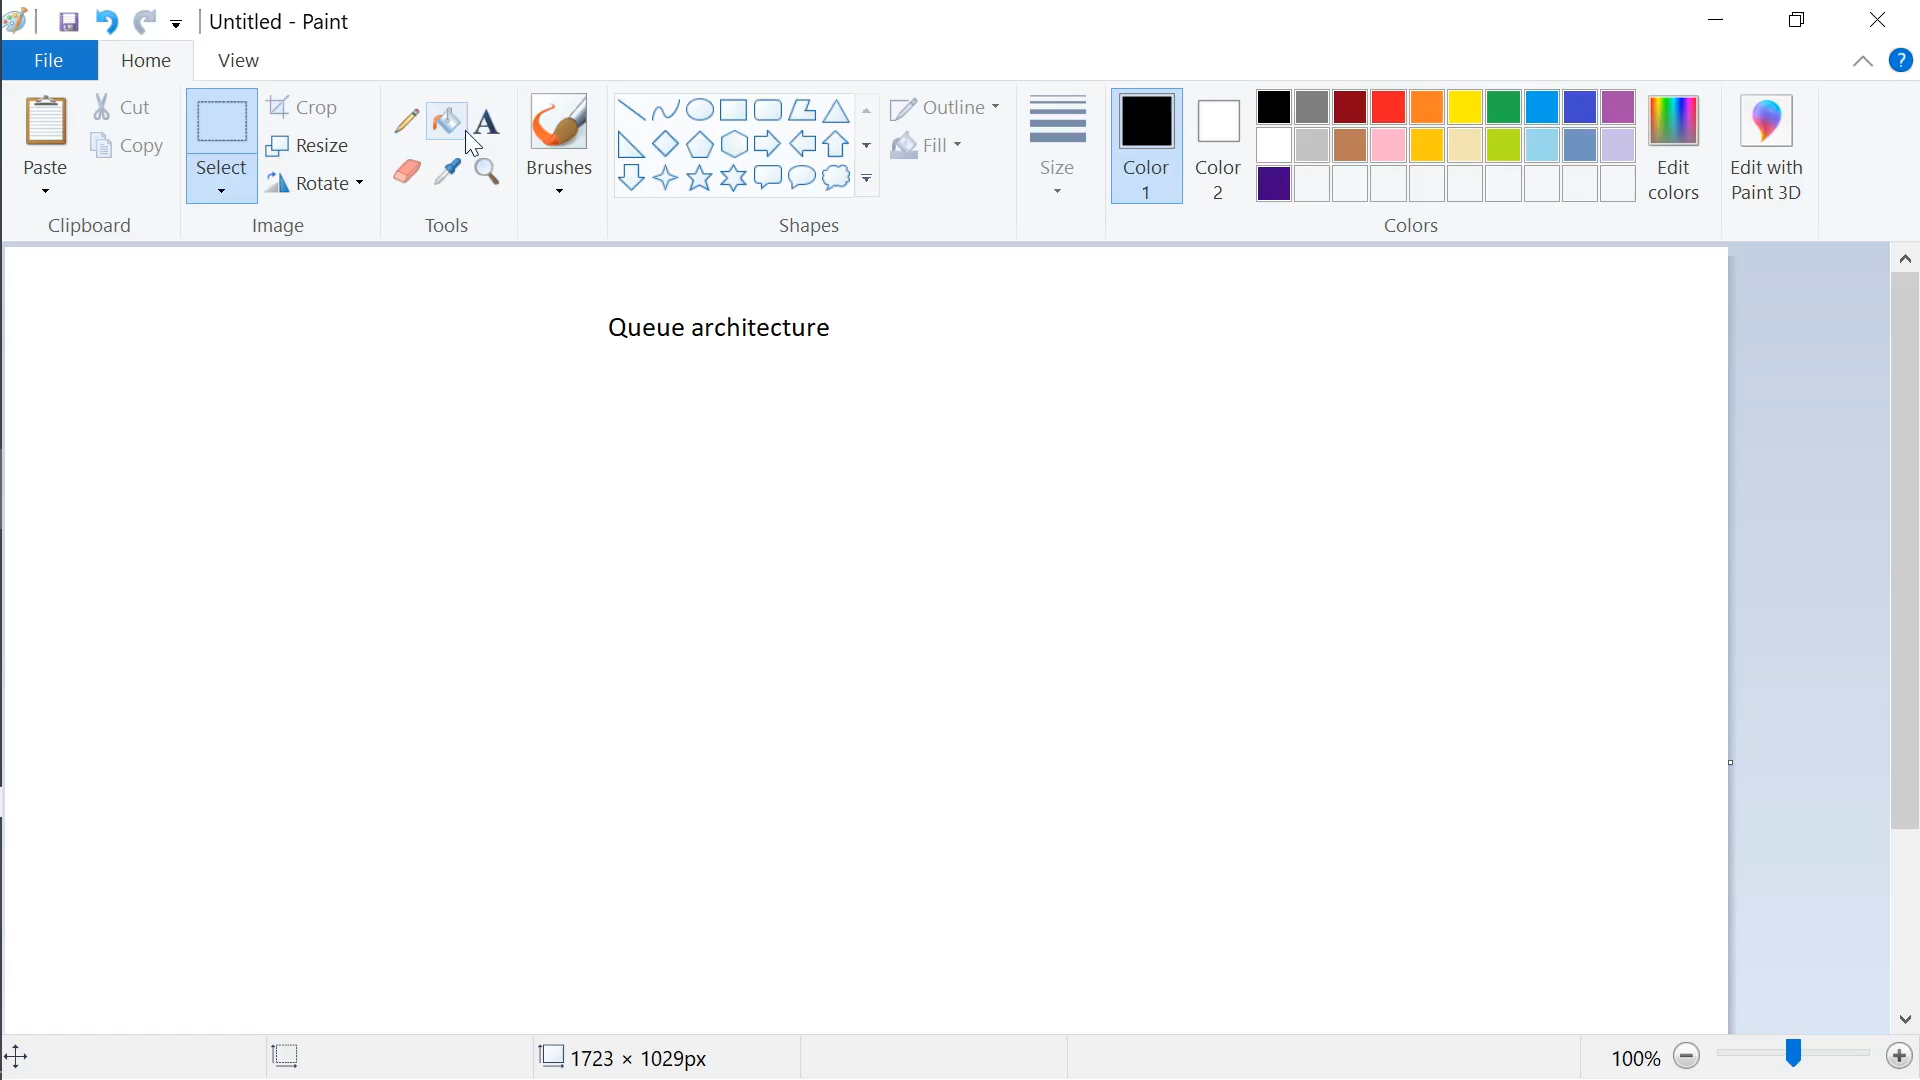 Untitled - Paint
File
Home
View
?
Paste
Cut
Copy
Clipboard
Select
Crop
Resize
Rotate
Image
A
Tools
Brushes
Shapes
Outline
Fill
Size
Color
1
Color
2
Edit
colors
Edit with
Paint 3D
Colors
Queue architecture
1723 × 1029px
100%